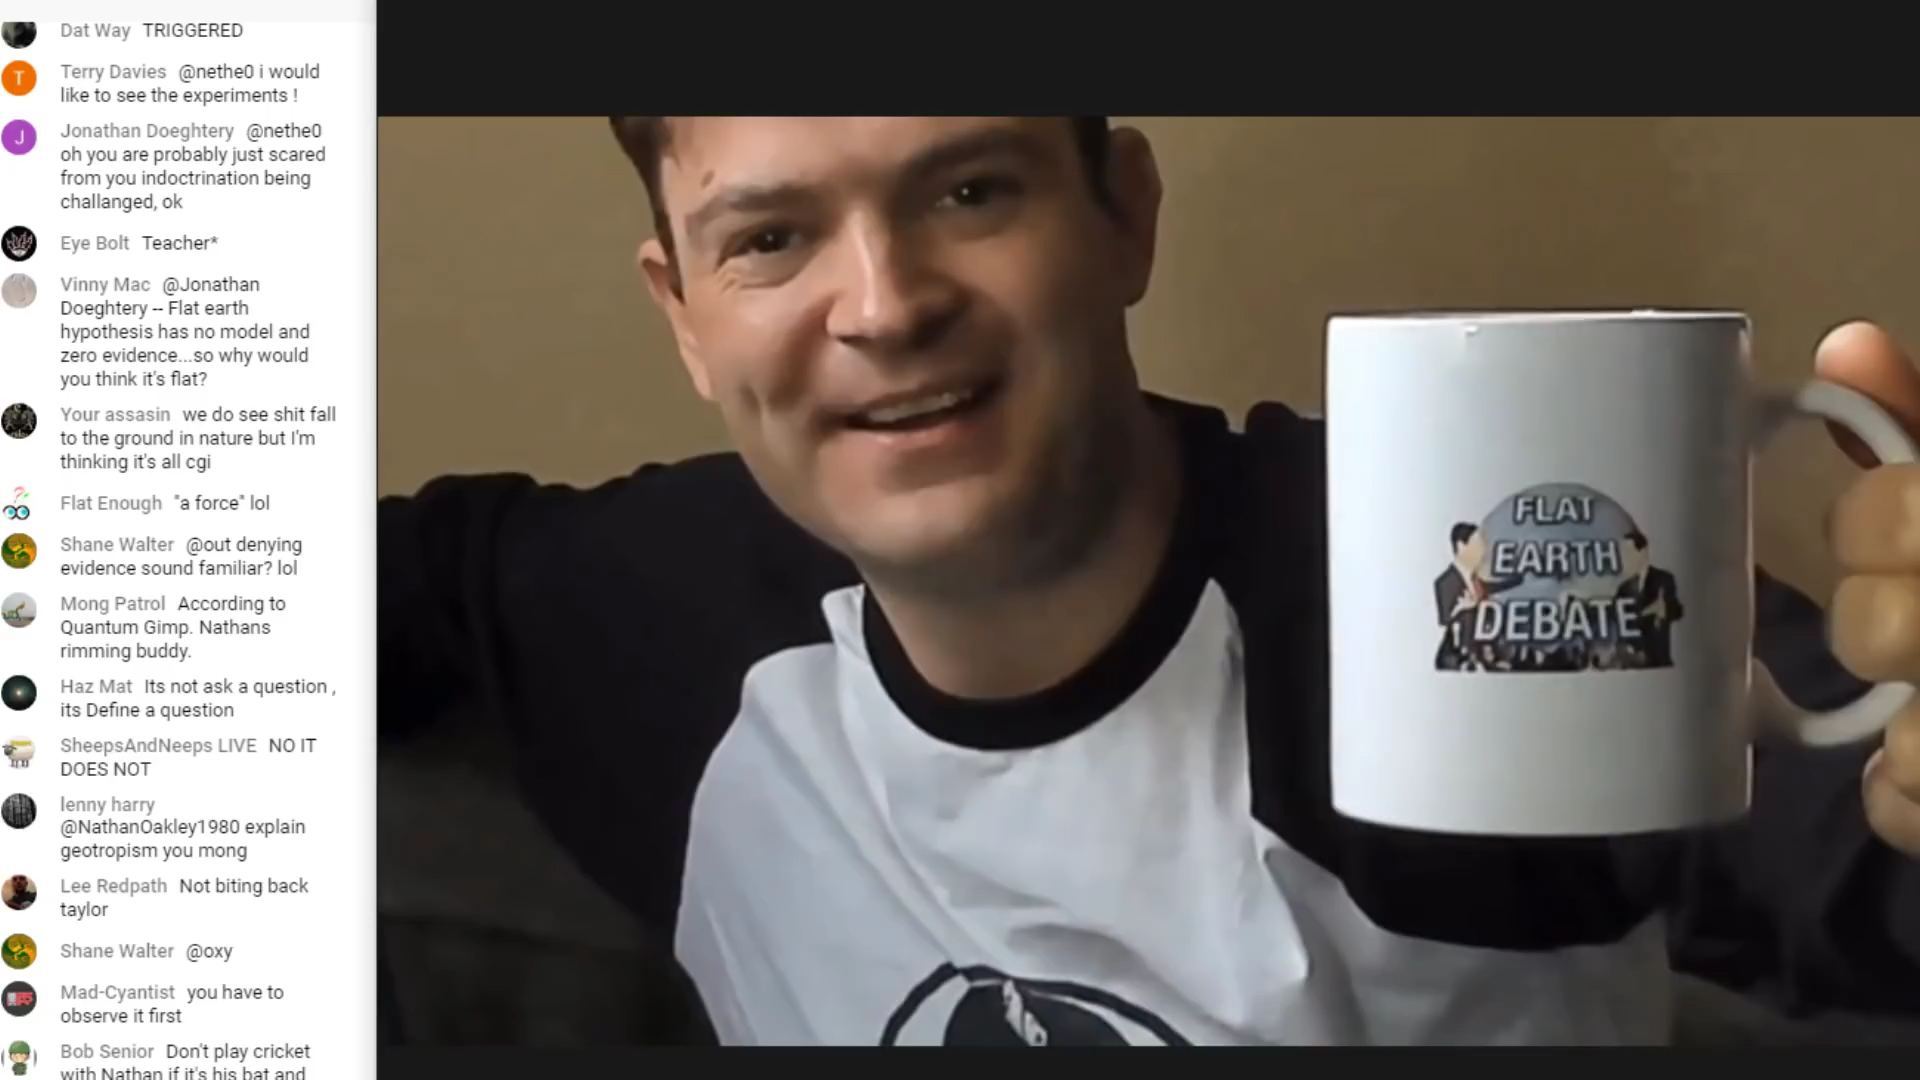 Dat Way TRIGGERED
Terry Davies @nethe0 i would
like to see the experiments !
Jonathan Doeghtery @nethe0
oh you are probably just scared
from you indoctrination being
challanged, ok
Eye Bolt Teacher*
Vinny Mac @Jonathan
Doeghtery -- Flat earth
hypothesis has no model and
zero evidence...so why would
you think it's flat?
Your assasin we do see shit fall
to the ground in nature but I'm
thinking it's all cgi
Flat Enough "a force" lol
Shane Walter @out denying
evidence sound familiar? lol
Mong Patrol According to
Quantum Gimp. Nathans
rimming buddy.
Haz Mat Its not ask a question ,
its Define a question
SheepsAndNeeps LIVE NO IT
DOES NOT
lenny harry
@NathanOakley1980 explain
geotropism you mong
Lee Redpath Not biting back
taylor
Shane Walter @oxy
Mad-Cyantist you have to
observe it first
Bob Senior Don't play cricket
with Nathan if it's his bat and
T
J
FLAT
EARTH
DEBATE